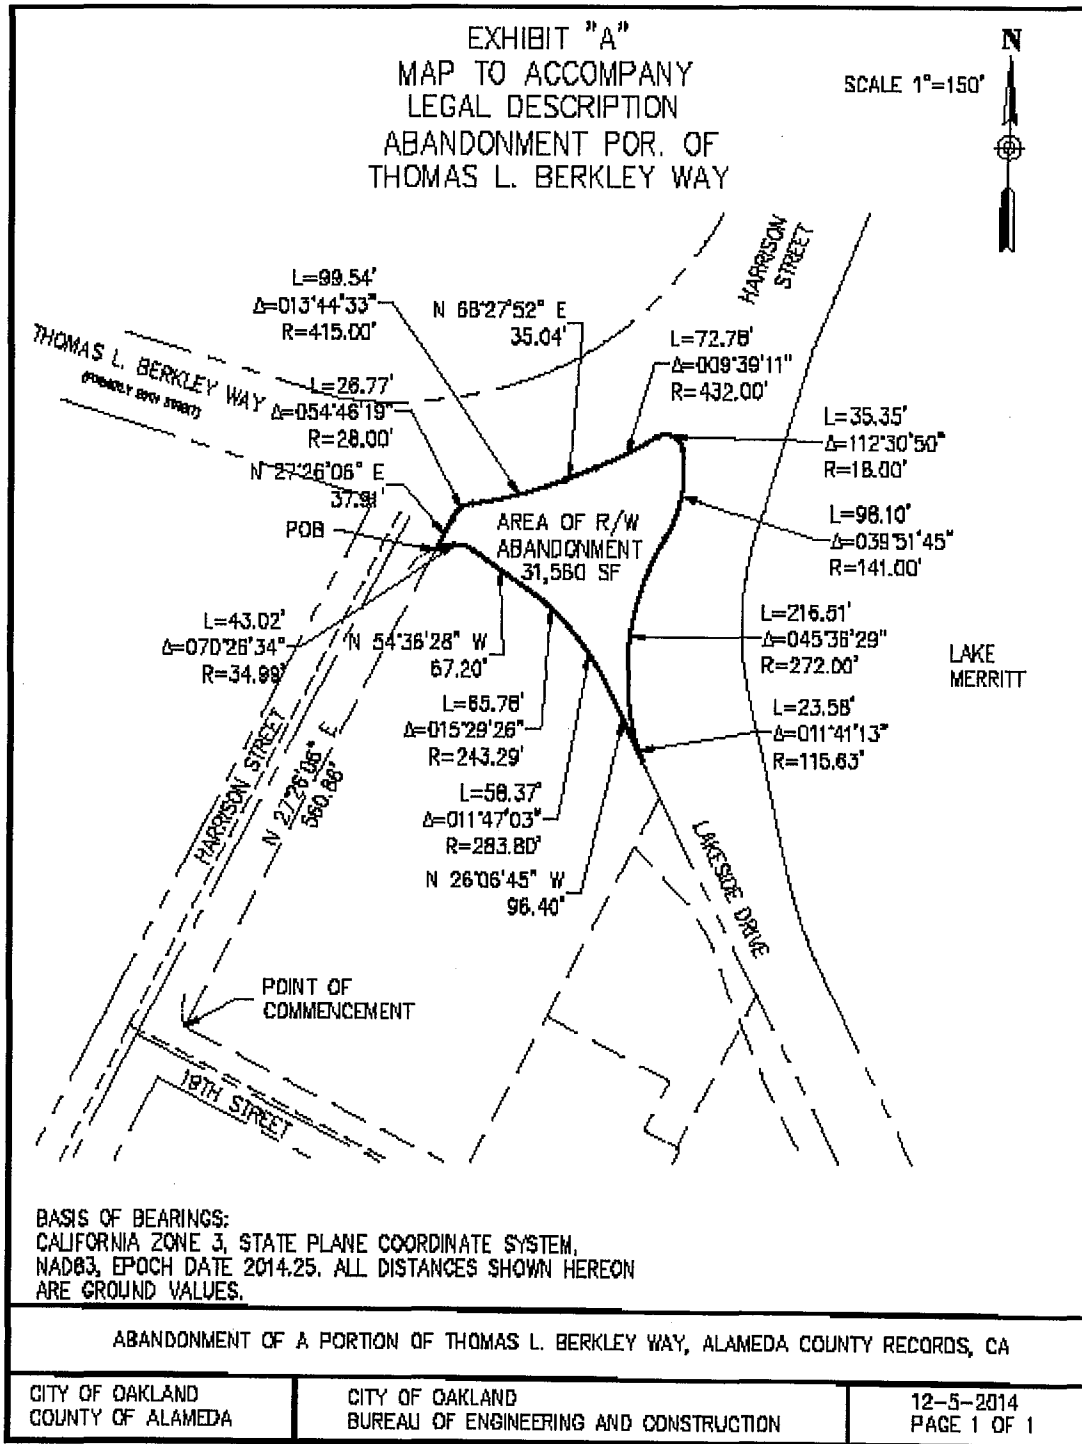 EXHIBIT "A"
MAP TO ACCOMPANY
LEGAL DESCRIPTION
ABANDONMENT POR. OF
THOMAS L. BERKLEY WAY
N
SCALE 1"=150'
HARRISON
STREET
L=99.54'
Δ=013°44'33"
R=415.00'
N 68°27'52" E
35.04'
L=72.78'
Δ=009°39'11"
R=432.00'
THOMAS L. BERKLEY WAY
(FORMERLY 20TH STREET)
L=26.77'
Δ=054°46'19"
R=28.00'
L=35.35'
Δ=112°30'50"
R=18.00'
N 27°26'06" E
37.91'
POB
AREA OF R/W
ABANDONMENT
31,560 SF
L=98.10'
Δ=039°51'45"
R=141.00'
L=43.02'
Δ=070°26'34"
R=34.99'
N 54°36'28" W
67.20'
L=216.51'
Δ=045°36'29"
R=272.00'
LAKE
MERRITT
L=65.78'
Δ=015°29'26"
R=243.29'
L=23.58'
Δ=011°41'13"
R=115.63'
HARRISON STREET
N 27°26'06" E
560.86'
L=58.37'
Δ=011°47'03"
R=283.80'
N 26°06'45" W
96.40'
LAKESIDE DRIVE
POINT OF
COMMENCEMENT
19TH STREET
BASIS OF BEARINGS:
CALIFORNIA ZONE 3, STATE PLANE COORDINATE SYSTEM,
NAD83, EPOCH DATE 2014.25. ALL DISTANCES SHOWN HEREON
ARE GROUND VALUES.
ABANDONMENT OF A PORTION OF THOMAS L. BERKLEY WAY, ALAMEDA COUNTY RECORDS, CA
CITY OF OAKLAND
COUNTY OF ALAMEDA
CITY OF OAKLAND
BUREAU OF ENGINEERING AND CONSTRUCTION
12-5-2014
PAGE 1 OF 1